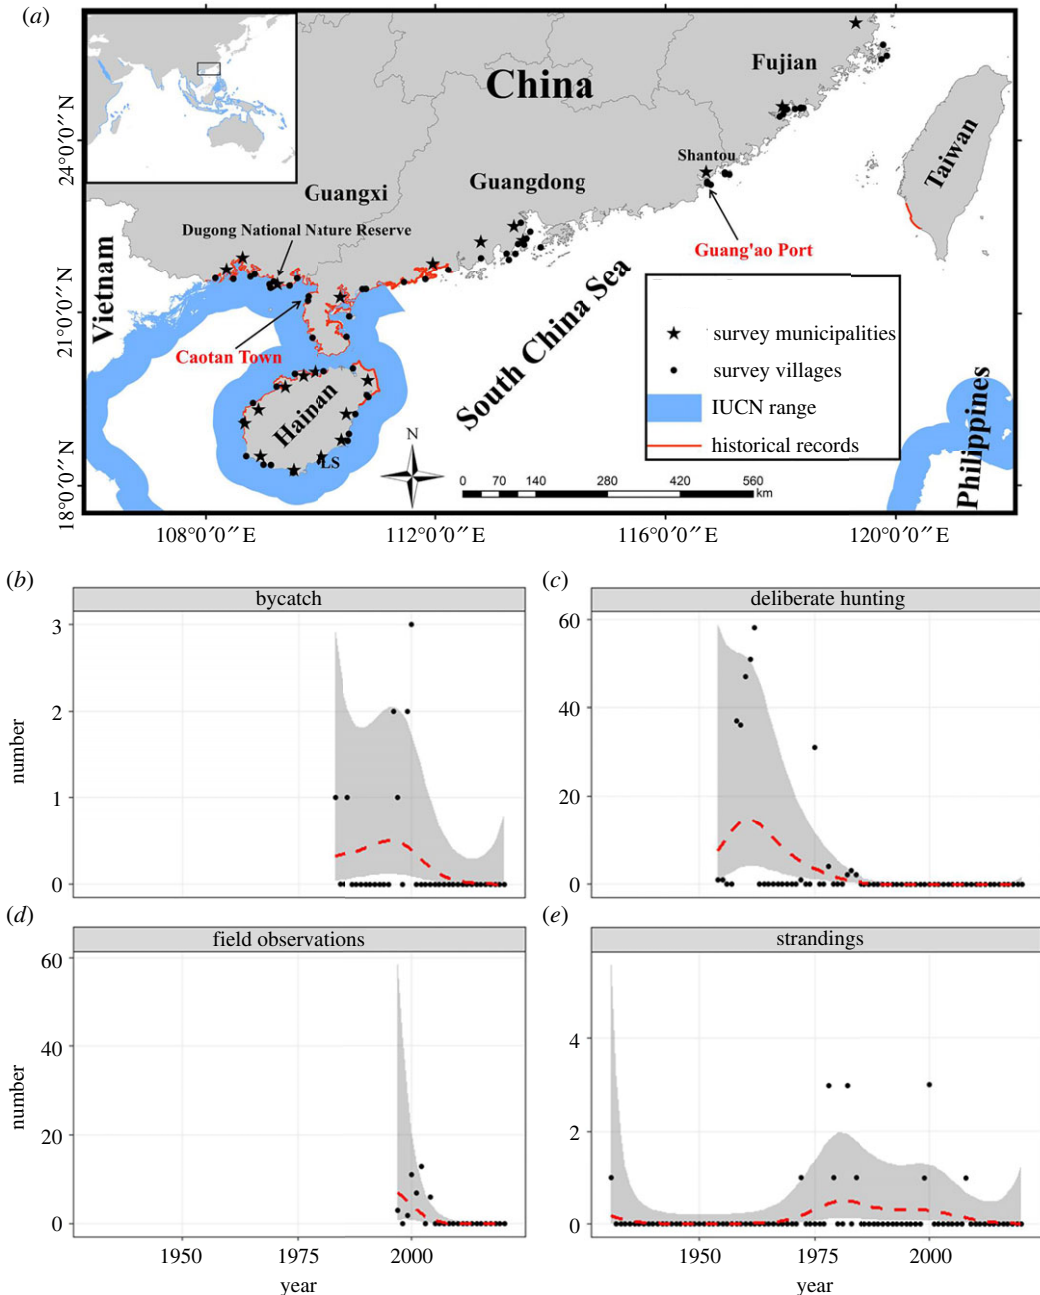 (a)
China
Fujian
24°0′0″ N
Taiwan
Shantou
Guangxi
Guangdong
Dugong National Nature Reserve
Guang'ao Port
Vietnam
21°0′0″ N
South China Sea
survey municipalities
Caotan Town
survey villages
IUCN range
Hainan
historical records
N
LS
Philippines
0 70 140 280 420 560
km
18°0′0″ N
108°0′0″ E 112°0′0″ E 116°0′0″ E 120°0′0″ E
(b) (c)
bycatch deliberate hunting
3 60
2 40
number
1 20
0 0
(d) (e)
field observations strandings
60
4
40
number
2
20
0 0
1950 1975 2000 1950 1975 2000
year year